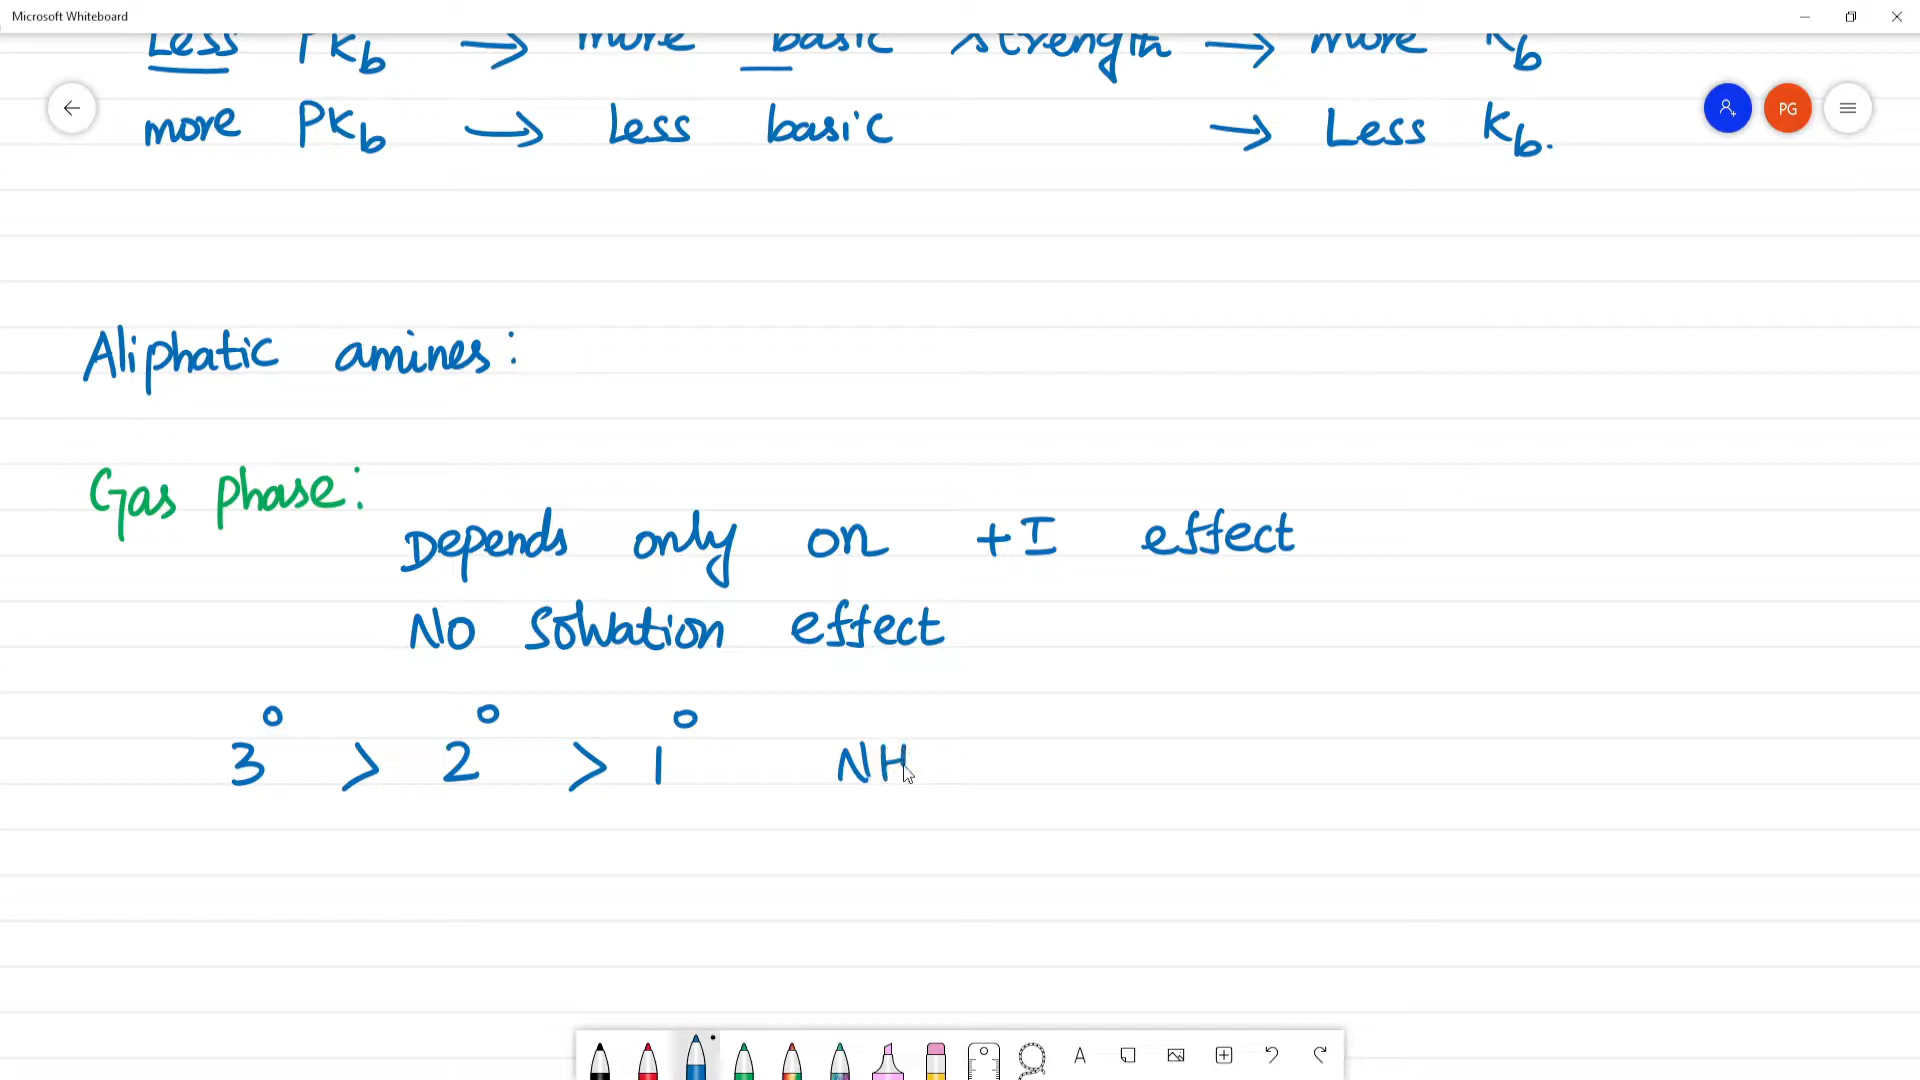 Microsoft Whiteboard
Less PKb → more basic strength → more Kb
more PKb → Less basic → Less Kb.
PG
Aliphatic amines:
Gas phase:
Depends only on +I effect
No Solvation effect
3° > 2° > 1° NH
A